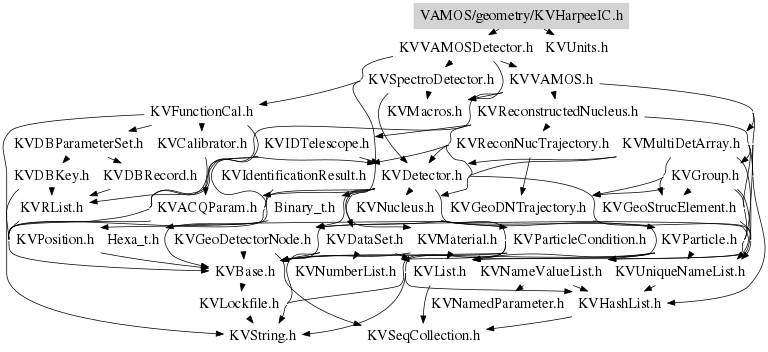 VAMOS/geometry/KVHarpeeIC.h
KVVAMOSDetector.h KVUnits.h
KVSpectroDetector.h KVVAMOS.h
KVFunctionCal.h KVMacros.h KVReconstructedNucleus.h
KVDBParameterSet.h KVCalibrator.h KVIDTelescope.h KVReconNucTrajectory.h KVMultiDetArray.h
KVDBKey.h KVDBRecord.h KVIdentificationResult.h KVDetector.h KVGroup.h
KVRList.h KVACQParam.h Binary_t.h KVNucleus.h KVGeoDNTrajectory.h KVGeoStrucElement.h
KVPosition.h Hexa_t.h KVGeoDetectorNode.h KVDataSet.h KVMaterial.h KVParticleCondition.h KVParticle.h
KVBase.h KVNumberList.h KVList.h KVNameValueList.h KVUniqueNameList.h
KVLockfile.h KVNamedParameter.h KVHashList.h
KVString.h KVSeqCollection.h